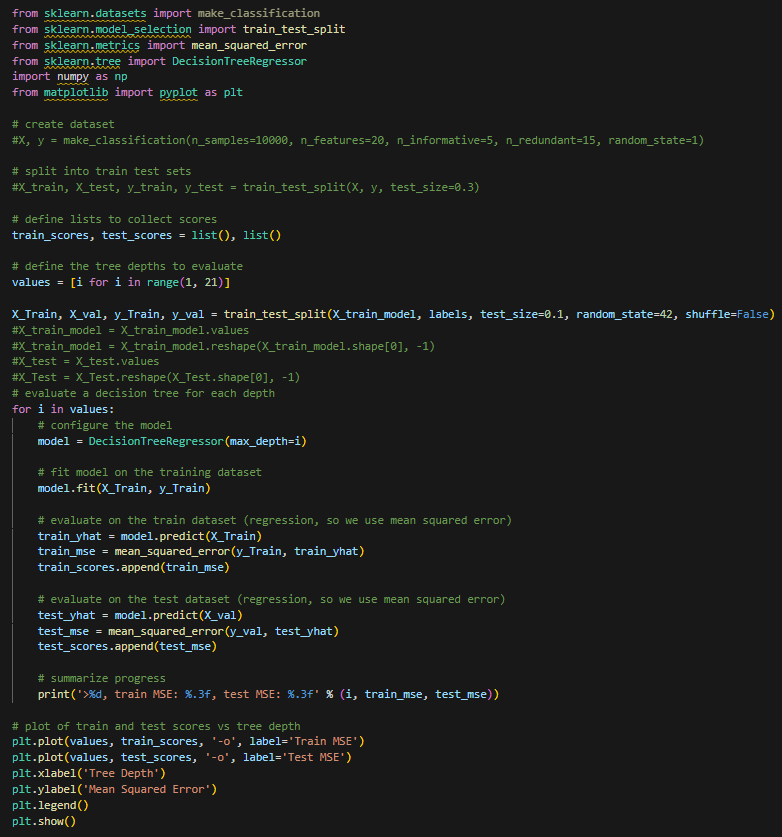 from sklearn.datasets import make_classification
from sklearn.model_selection import train_test_split
from sklearn.metrics import mean_squared_error
from sklearn.tree import DecisionTreeRegressor
import numpy as np
from matplotlib import pyplot as plt

# create dataset
#X, y = make_classification(n_samples=10000, n_features=20, n_informative=5, n_redundant=15, random_state=1)

# split into train test sets
#X_train, X_test, y_train, y_test = train_test_split(X, y, test_size=0.3)

# define lists to collect scores
train_scores, test_scores = list(), list()

# define the tree depths to evaluate
values = [i for i in range(1, 21)]

X_Train, X_val, y_Train, y_val = train_test_split(X_train_model, labels, test_size=0.1, random_state=42, shuffle=False)
#X_train_model = X_train_model.values
#X_train_model = X_train_model.reshape(X_train_model.shape[0], -1)
#X_test = X_Test.values
#X_Test = X_Test.reshape(X_Test.shape[0], -1)
# evaluate a decision tree for each depth
for i in values:
    # configure the model
    model = DecisionTreeRegressor(max_depth=i)

    # fit model on the training dataset
    model.fit(X_Train, y_Train)

    # evaluate on the train dataset (regression, so we use mean squared error)
    train_yhat = model.predict(X_Train)
    train_mse = mean_squared_error(y_Train, train_yhat)
    train_scores.append(train_mse)

    # evaluate on the test dataset (regression, so we use mean squared error)
    test_yhat = model.predict(X_val)
    test_mse = mean_squared_error(y_val, test_yhat)
    test_scores.append(test_mse)

    # summarize progress
    print('>%d, train MSE: %.3f, test MSE: %.3f' % (i, train_mse, test_mse))

# plot of train and test scores vs tree depth
plt.plot(values, train_scores, '-o', label='Train MSE')
plt.plot(values, test_scores, '-o', label='Test MSE')
plt.xlabel('Tree Depth')
plt.ylabel('Mean Squared Error')
plt.legend()
plt.show()